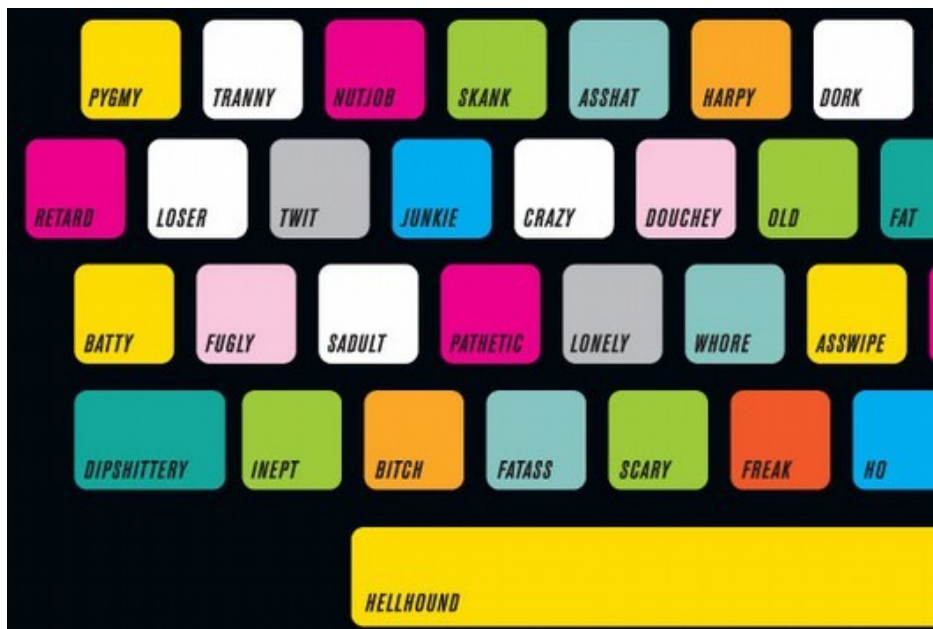 PYGMY TRANNY NUTJOB SKANK ASSHAT HARPY DORK
RETARD LOSER TWIT JUNKIE CRAZY DOUCHEY OLD FAT
BATTY FUGLY SADULT PATHETIC LONELY WHORE ASSWIPE
DIPSHITTERY INEPT BITCH FATASS SCARY FREAK HO
HELLHOUND